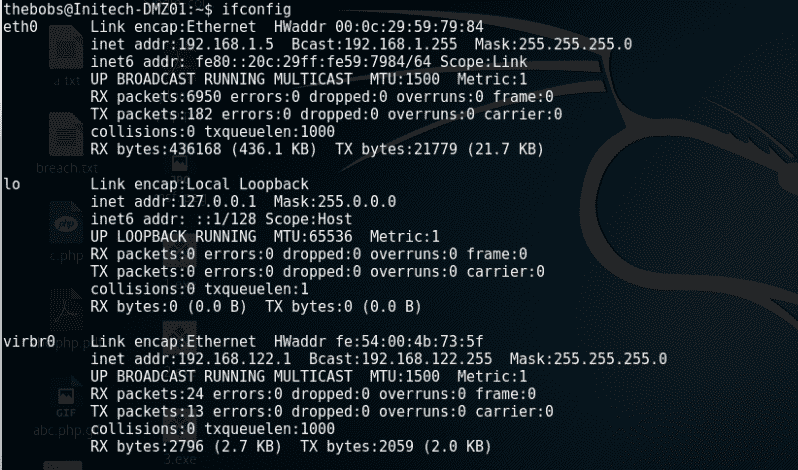 thebobs@Initech-DMZ01:~$ ifconfig
eth0      Link encap:Ethernet  HWaddr 00:0c:29:59:79:84
          inet addr:192.168.1.5  Bcast:192.168.1.255  Mask:255.255.255.0
          inet6 addr: fe80::20c:29ff:fe59:7984/64 Scope:Link
          UP BROADCAST RUNNING MULTICAST  MTU:1500  Metric:1
          RX packets:6950 errors:0 dropped:0 overruns:0 frame:0
          TX packets:182 errors:0 dropped:0 overruns:0 carrier:0
          collisions:0 txqueuelen:1000
          RX bytes:436168 (436.1 KB)  TX bytes:21779 (21.7 KB)
lo        Link encap:Local Loopback
          inet addr:127.0.0.1  Mask:255.0.0.0
          inet6 addr: ::1/128 Scope:Host
          UP LOOPBACK RUNNING  MTU:65536  Metric:1
          RX packets:0 errors:0 dropped:0 overruns:0 frame:0
          TX packets:0 errors:0 dropped:0 overruns:0 carrier:0
          collisions:0 txqueuelen:1
          RX bytes:0 (0.0 B)  TX bytes:0 (0.0 B)
virbr0    Link encap:Ethernet  HWaddr fe:54:00:4b:73:5f
          inet addr:192.168.122.1  Bcast:192.168.122.255  Mask:255.255.255.0
          UP BROADCAST RUNNING MULTICAST  MTU:1500  Metric:1
          RX packets:24 errors:0 dropped:0 overruns:0 frame:0
          TX packets:13 errors:0 dropped:0 overruns:0 carrier:0
          collisions:0 txqueuelen:1000
          RX bytes:2796 (2.7 KB)  TX bytes:2059 (2.0 KB)
breach.txt
php
GIF
3.exe